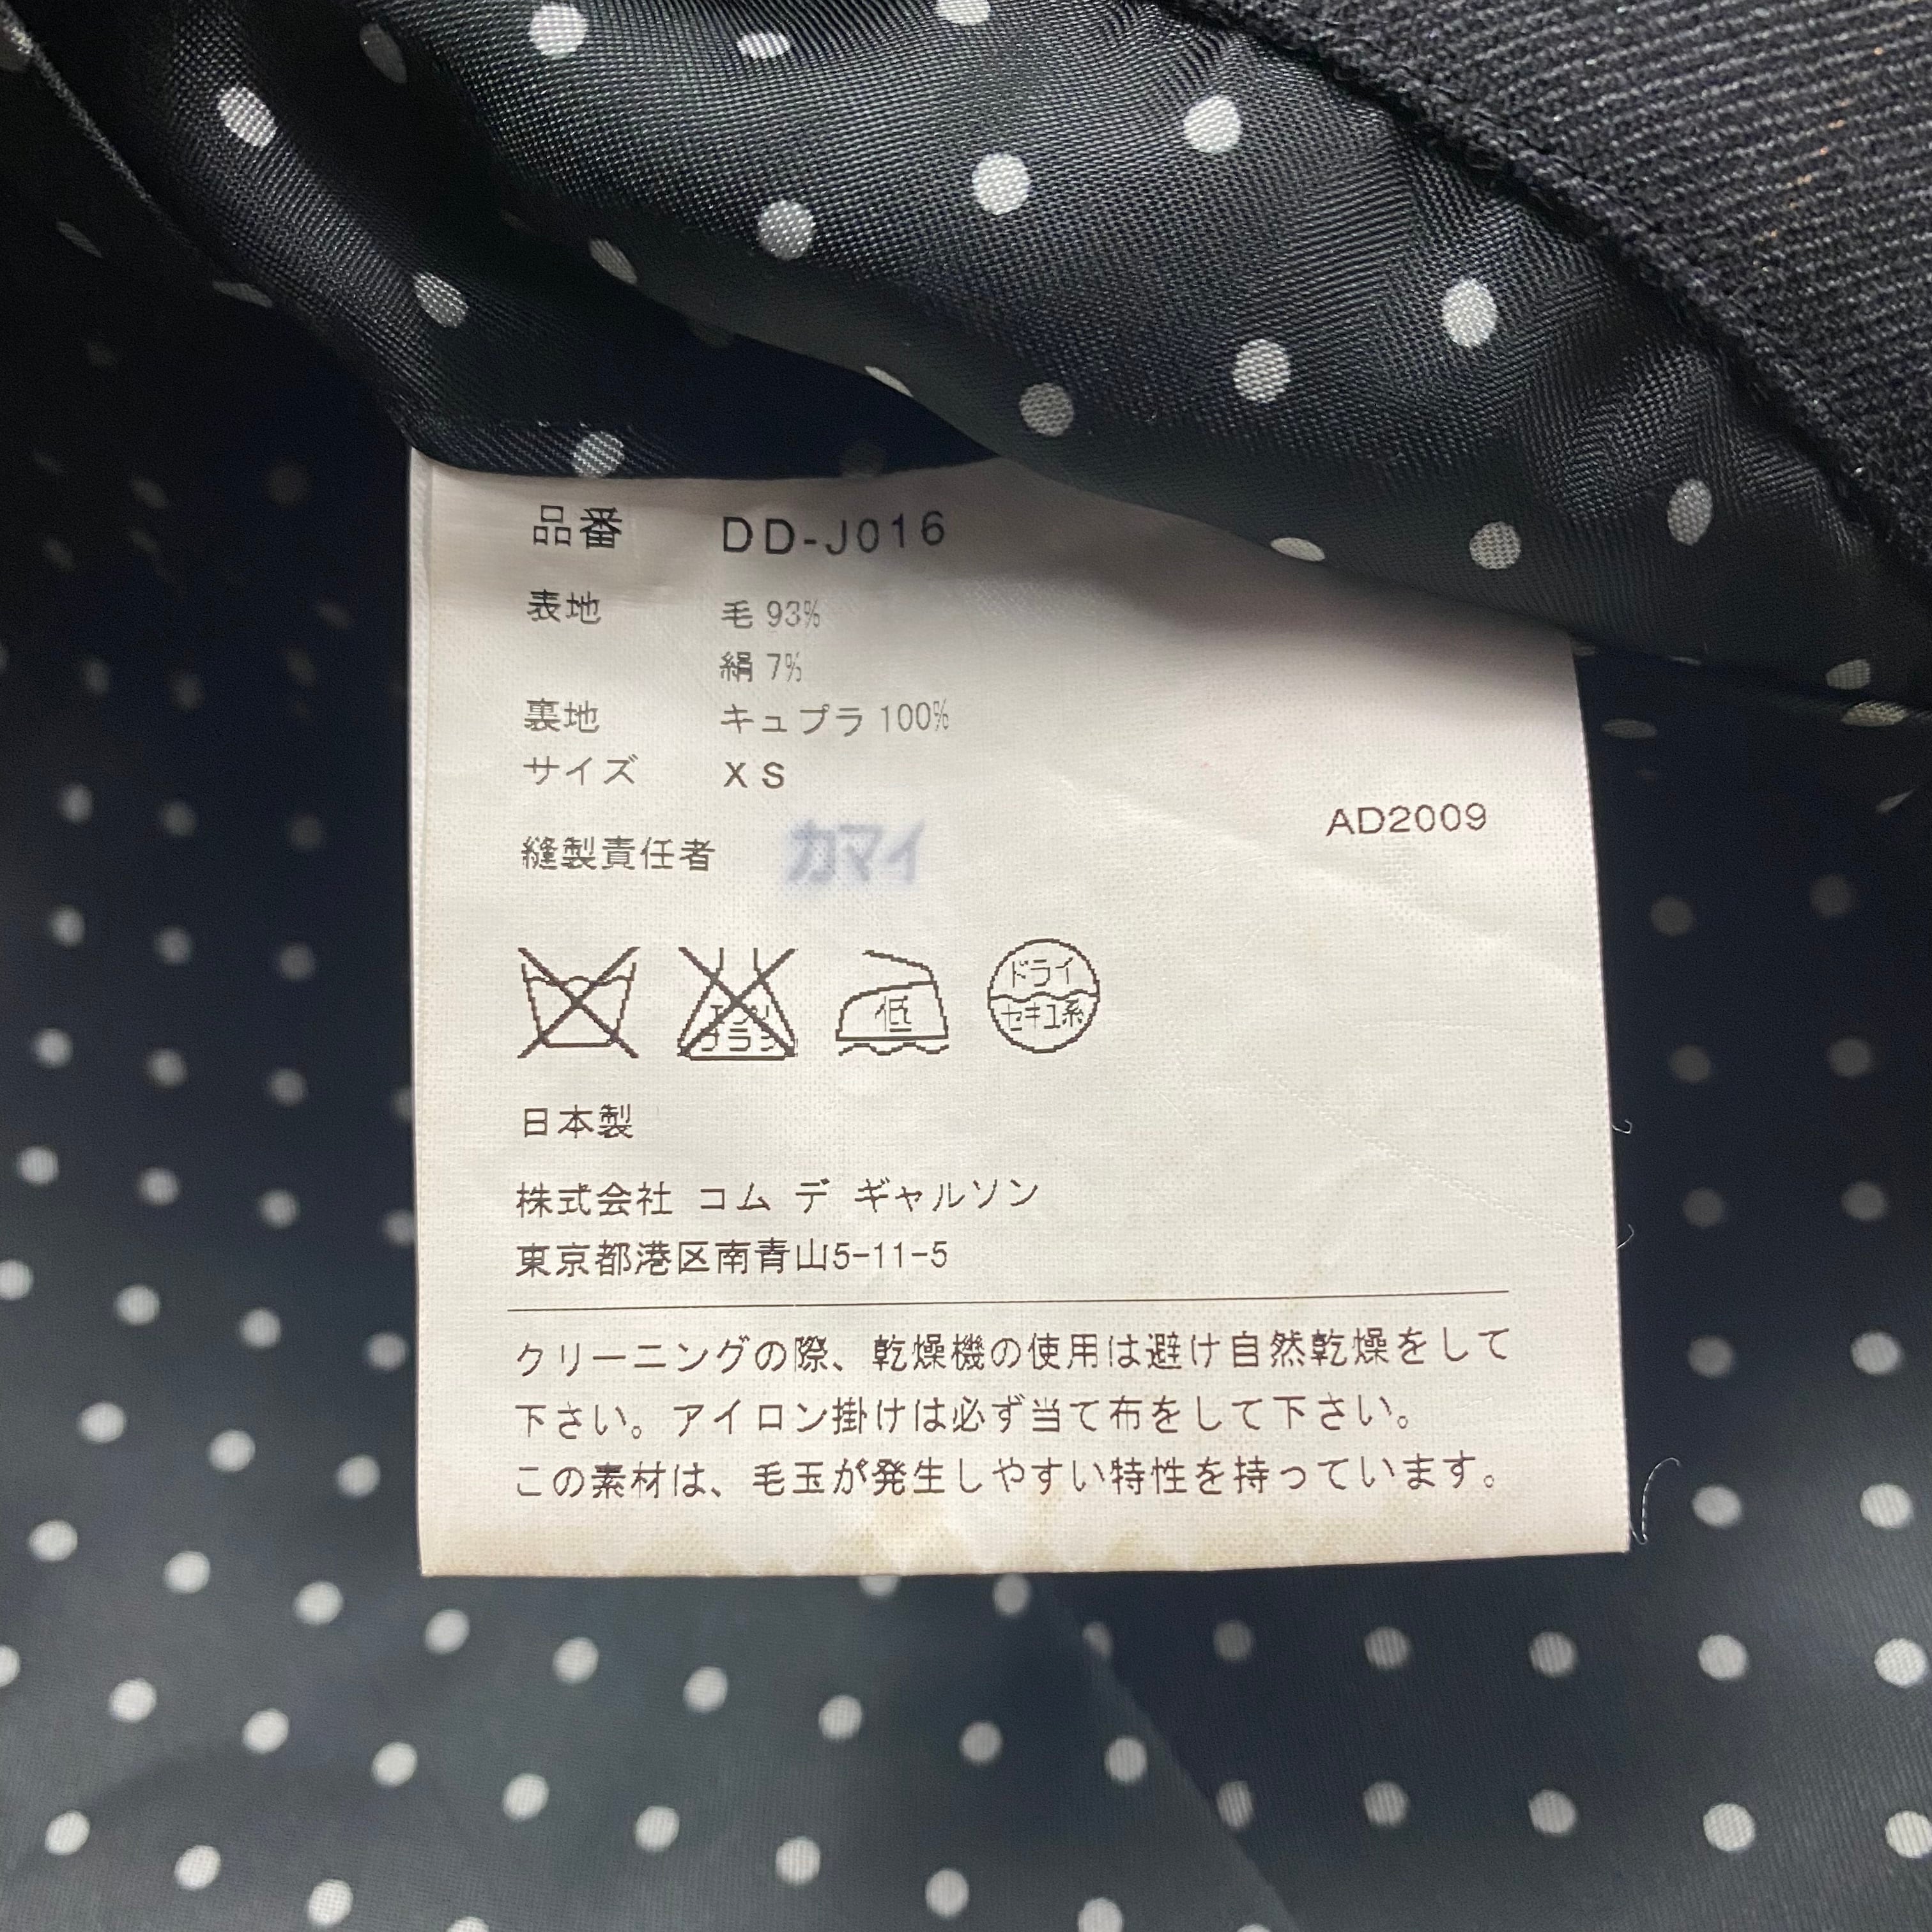 品番 DD-J016
表地 毛 93%
絹 7%
裏地 キュプラ 100%
サイズ XS
AD2009
縫製責任者 カマイ
エンソ
フラン
低
ドライ
セキユ系
日本製
株式会社 コム デ ギャルソン
東京都港区南青山5-11-5
クリーニングの際、乾燥機の使用は避け自然乾燥をして
下さい。アイロン掛けは必ず当て布をして下さい。
この素材は、毛玉が発生しやすい特性を持っています。